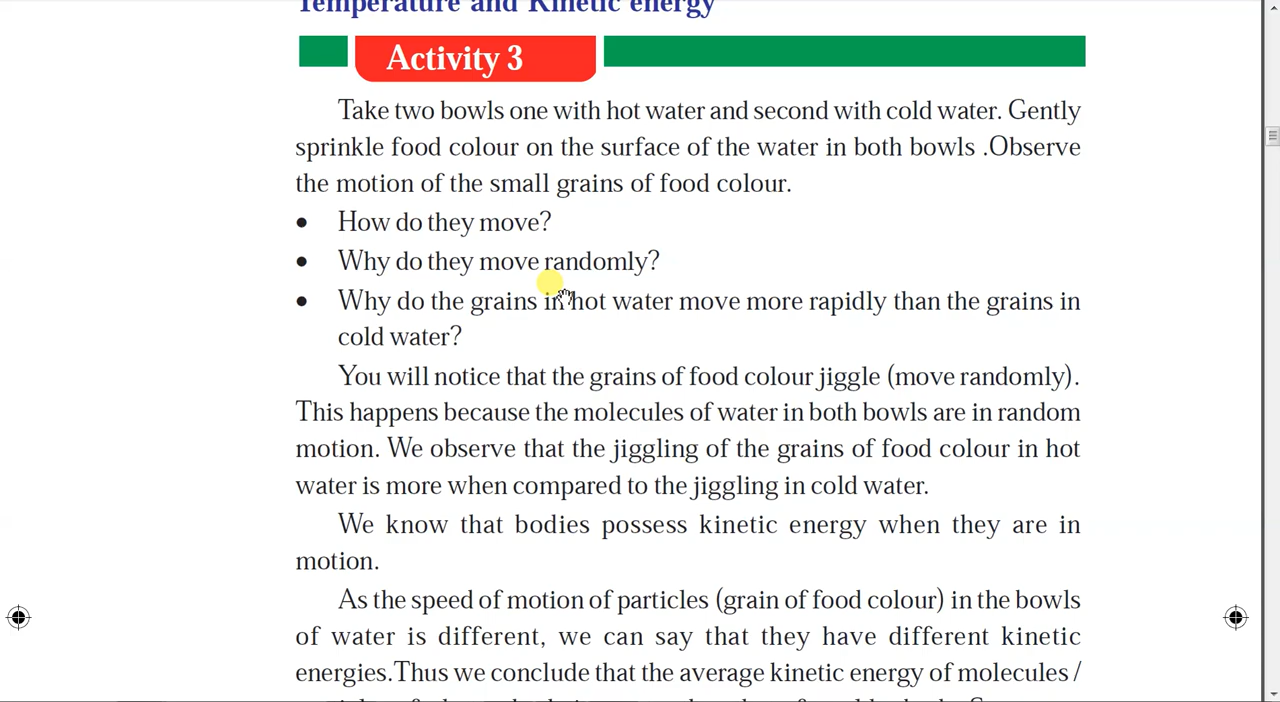 Temperature and Kinetic energy
Activity 3
Take two bowls one with hot water and second with cold water. Gently
sprinkle food colour on the surface of the water in both bowls .Observe
the motion of the small grains of food colour.
• How do they move?
• Why do they move randomly?
• Why do the grains in hot water move more rapidly than the grains in
cold water?
You will notice that the grains of food colour jiggle (move randomly).
This happens because the molecules of water in both bowls are in random
motion. We observe that the jiggling of the grains of food colour in hot
water is more when compared to the jiggling in cold water.
We know that bodies possess kinetic energy when they are in
motion.
As the speed of motion of particles (grain of food colour) in the bowls
of water is different, we can say that they have different kinetic
energies.Thus we conclude that the average kinetic energy of molecules /